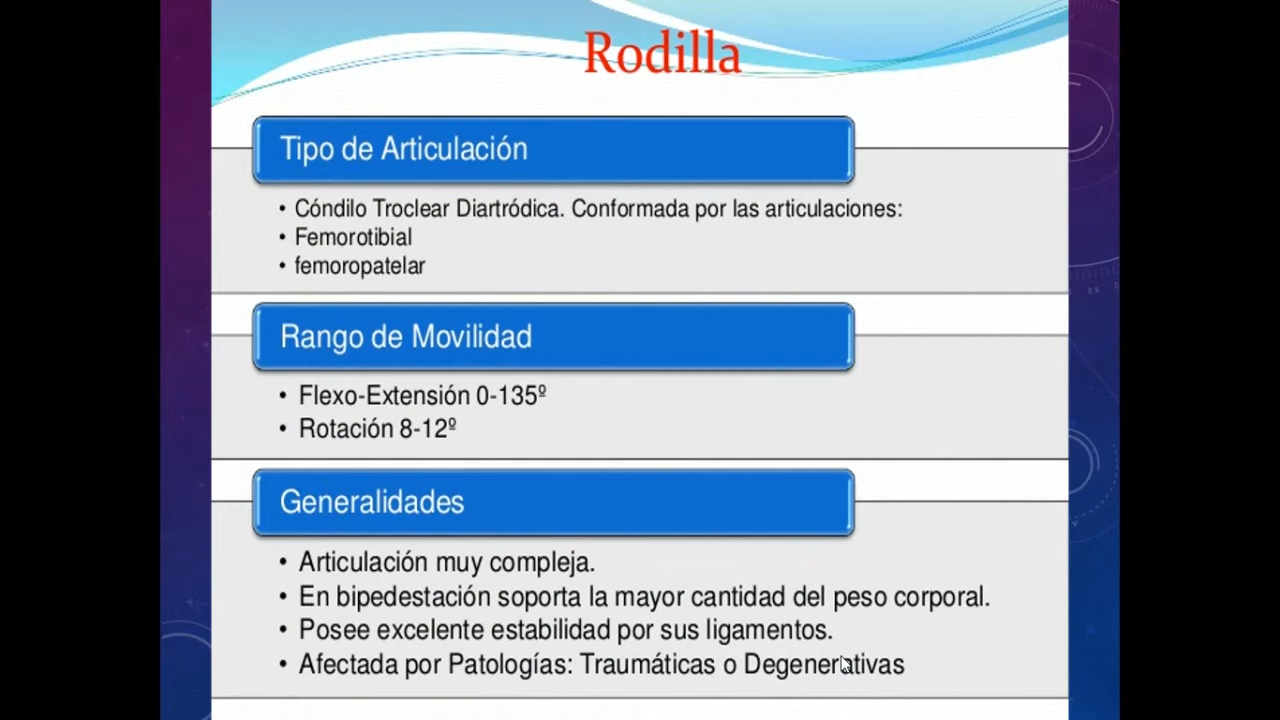 Rodilla
Tipo de Articulación
• Cóndilo Troclear Diartródica. Conformada por las articulaciones:
• Femorotibial
• femoropatelar
Rango de Movilidad
• Flexo-Extensión 0-135º
• Rotación 8-12º
Generalidades
• Articulación muy compleja.
• En bipedestación soporta la mayor cantidad del peso corporal.
• Posee excelente estabilidad por sus ligamentos.
• Afectada por Patologías: Traumáticas o Degenerativas